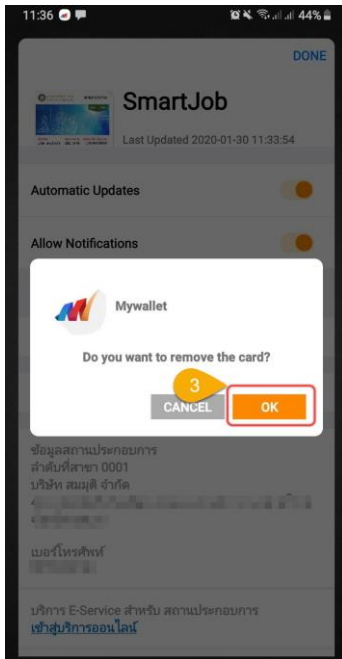 11:36
44%
DONE
SmartJob
Last Updated 2020-01-30 11:33:54
Automatic Updates
Allow Notifications
Mywallet
Do you want to remove the card?
3
CANCEL
OK
ข้อมูลสถานประกอบการ
ลำดับที่สาขา 0001
บริษัท สมมุติ จำกัด
เบอร์โทรศัพท์
บริการ E-Service สำหรับ สถานประกอบการ
เข้าสู่บริการออนไลน์